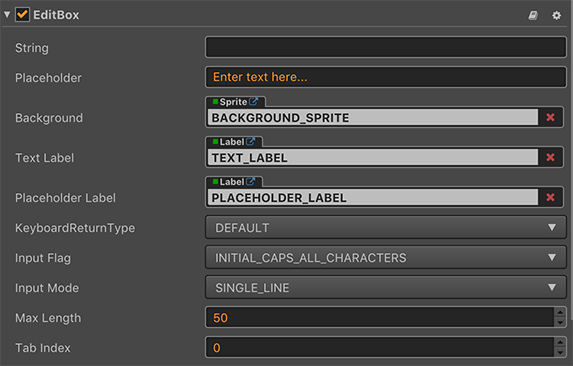 EditBox
String
Placeholder Enter text here...
Sprite
Background BACKGROUND_SPRITE
Label
Text Label TEXT_LABEL
Label
Placeholder Label PLACEHOLDER_LABEL
KeyboardReturnType DEFAULT
Input Flag INITIAL_CAPS_ALL_CHARACTERS
Input Mode SINGLE_LINE
Max Length 50
Tab Index 0